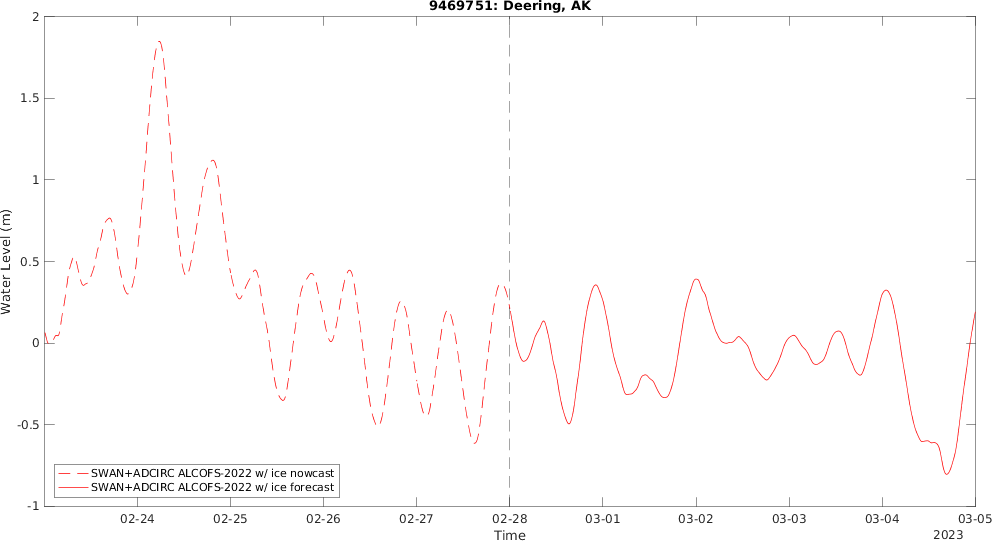 9469751: Deering, AK
2
1.5
1
0.5
0
-0.5
-1
Water Level (m)
SWAN+ADCIRC ALCOFS-2022 w/ ice nowcast
SWAN+ADCIRC ALCOFS-2022 w/ ice forecast
02-24 02-25 02-26 02-27 02-28 03-01 03-02 03-03 03-04 03-05
Time
2023